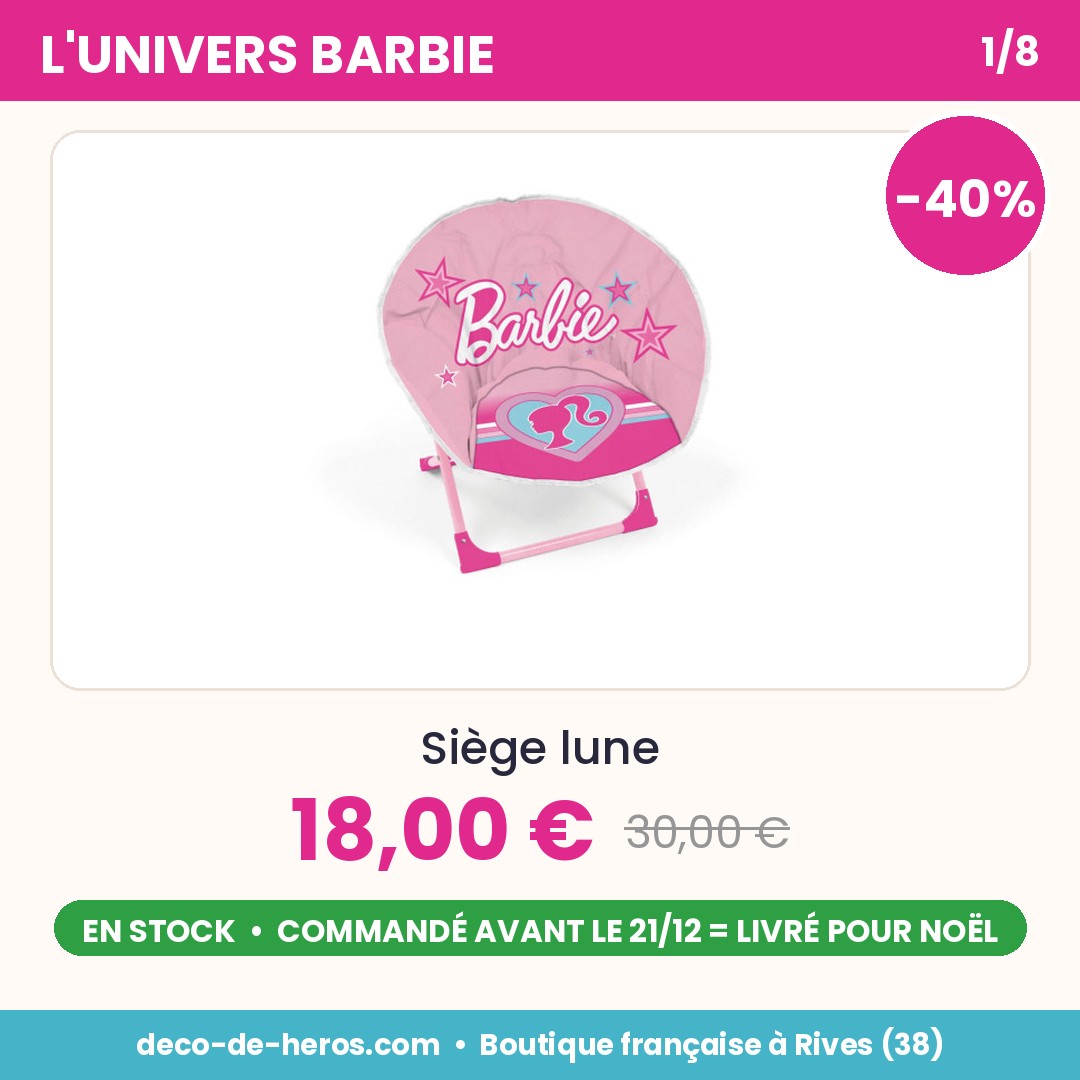 L'UNIVERS BARBIE
1/8
-40%
Barbie
Siège lune
18,00 € 30,00 €
EN STOCK • COMMANDÉ AVANT LE 21/12 = LIVRÉ POUR NOËL
deco-de-heros.com • Boutique française à Rives (38)